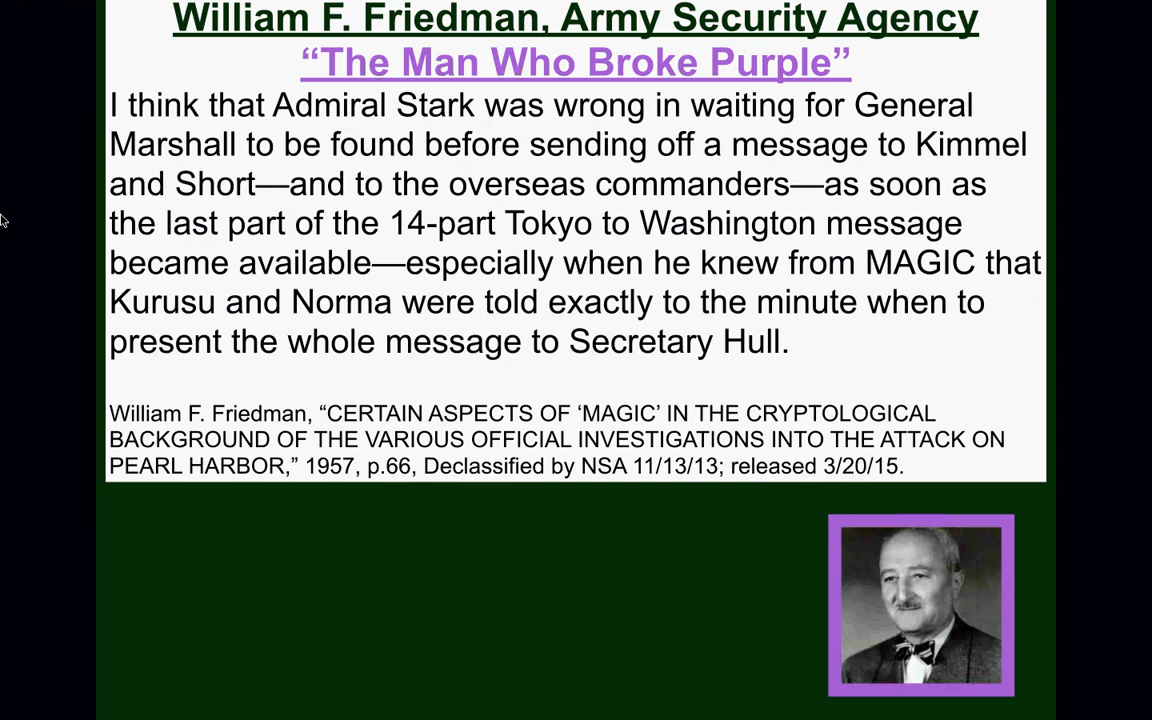 William F. Friedman, Army Security Agency
“The Man Who Broke Purple”
I think that Admiral Stark was wrong in waiting for General
Marshall to be found before sending off a message to Kimmel
and Short—and to the overseas commanders—as soon as
the last part of the 14-part Tokyo to Washington message
became available—especially when he knew from MAGIC that
Kurusu and Norma were told exactly to the minute when to
present the whole message to Secretary Hull.
William F. Friedman, “CERTAIN ASPECTS OF ‘MAGIC’ IN THE CRYPTOLOGICAL
BACKGROUND OF THE VARIOUS OFFICIAL INVESTIGATIONS INTO THE ATTACK ON
PEARL HARBOR,” 1957, p.66, Declassified by NSA 11/13/13; released 3/20/15.